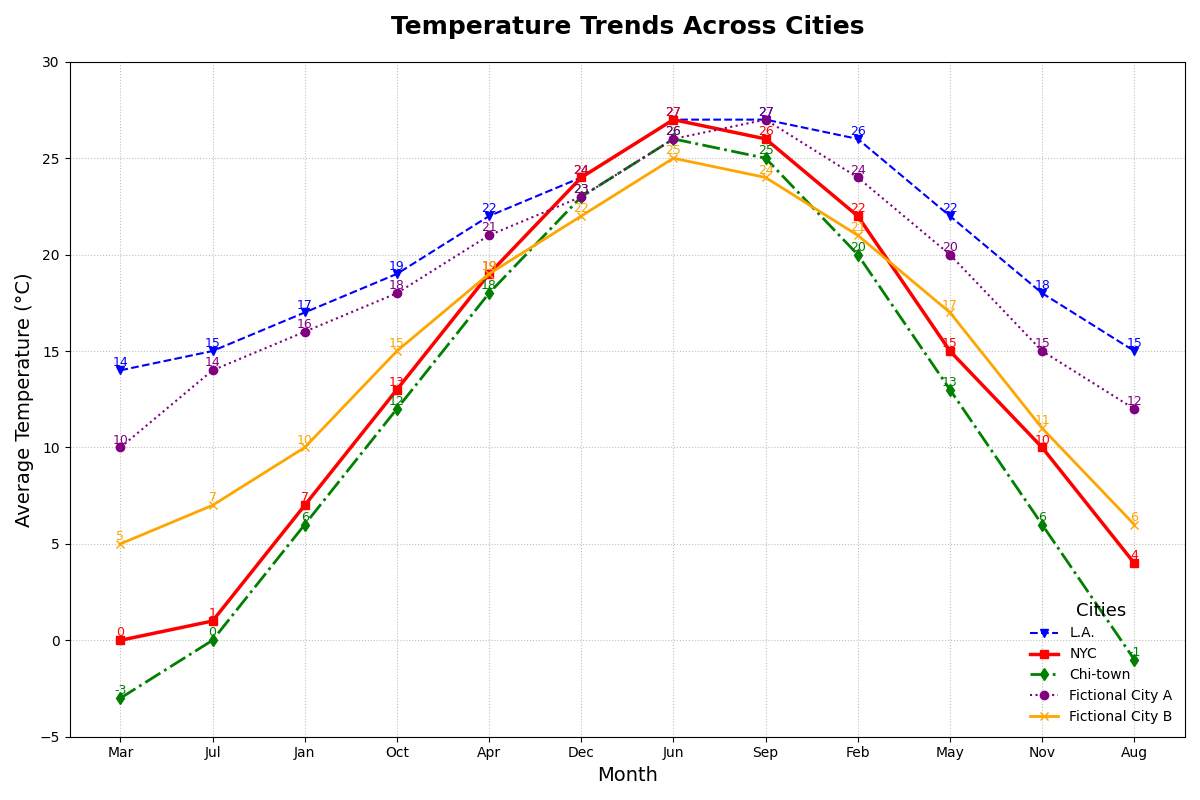 Temperature Trends Across Cities
Average Temperature (°C)
30
25
20
15
10
5
0
−5
14 15 17 19 22 24 27 27 26 22 18 15
0 1 7 13 19 24 27 26 22 15 10 4
-3 0 6 12 18 23 26 25 20 13 6 -1
10 14 16 18 21 23 26 27 24 20 15 12
5 7 10 15 19 22 25 24 21 17 11 6
Cities
L.A.
NYC
Chi-town
Fictional City A
Fictional City B
Mar Jul Jan Oct Apr Dec Jun Sep Feb May Nov Aug
Month